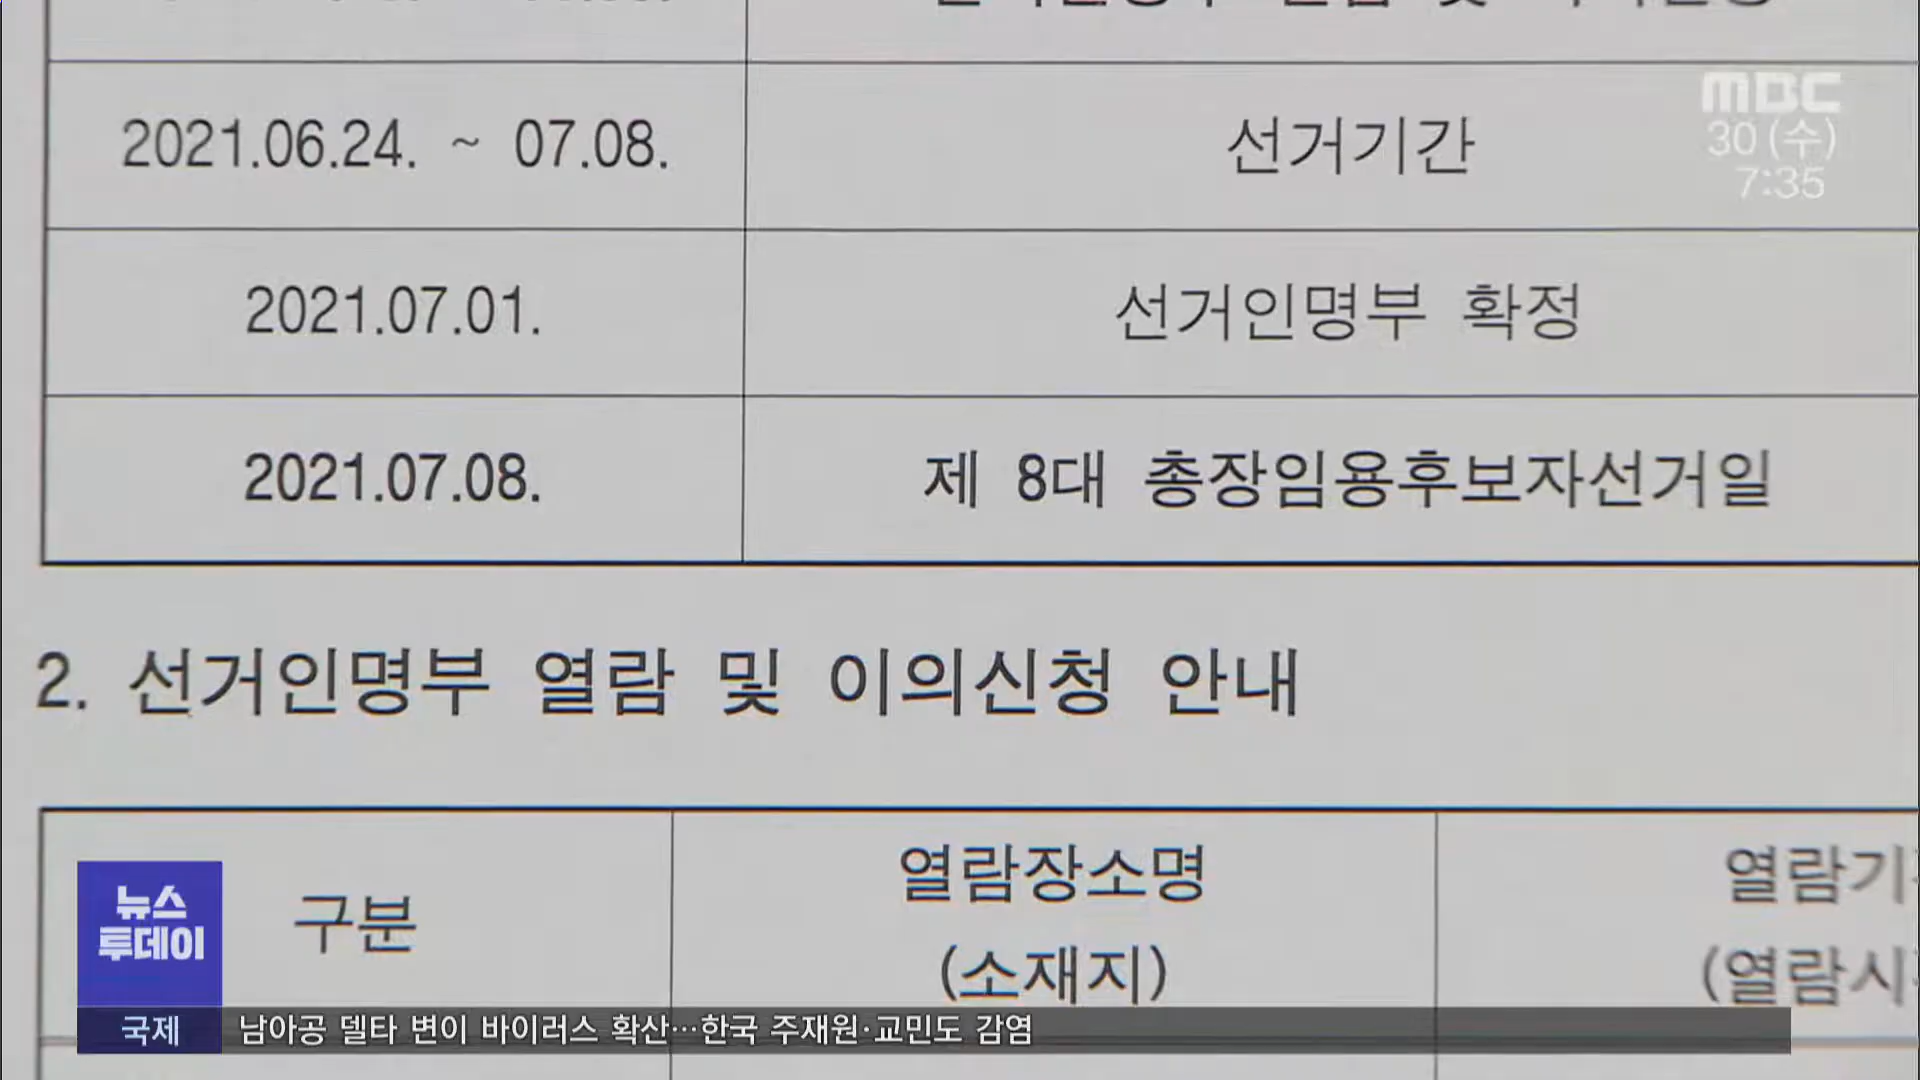 MBC
30 (수)
7:35
2021.06.24. ~ 07.08. 선거기간
2021.07.01. 선거인명부 확정
2021.07.08. 제 8대 총장임용후보자선거일
2. 선거인명부 열람 및 이의신청 안내
구분
열람장소명
(소재지)
뉴스
투데이
국제 남아공 델타 변이 바이러스 확산…한국 주재원·교민도 감염